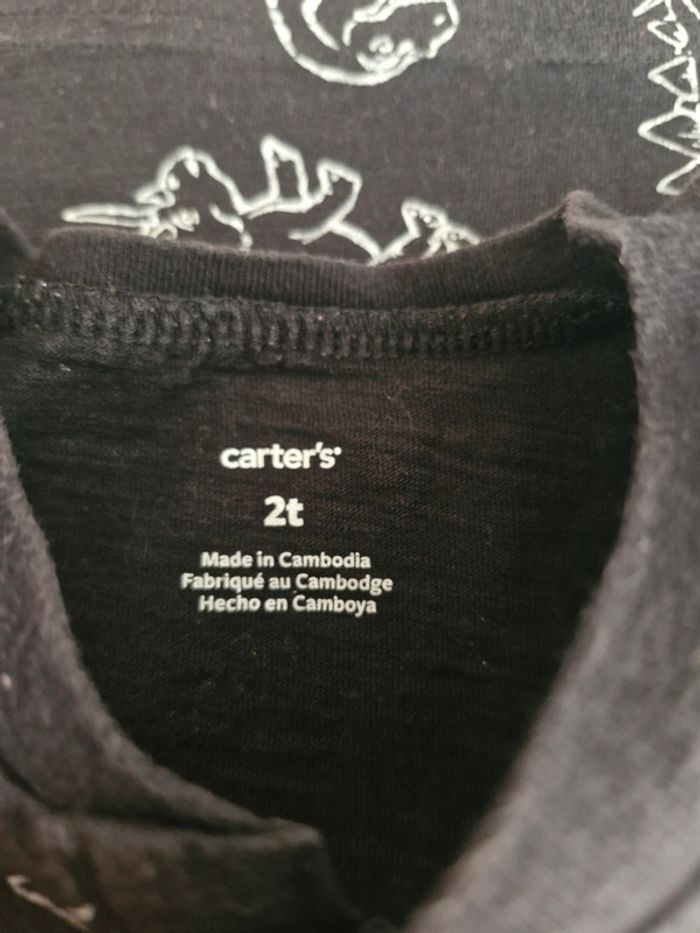 carter's
2t
Made in Cambodia
Fabriqué au Cambodge
Hecho en Camboya